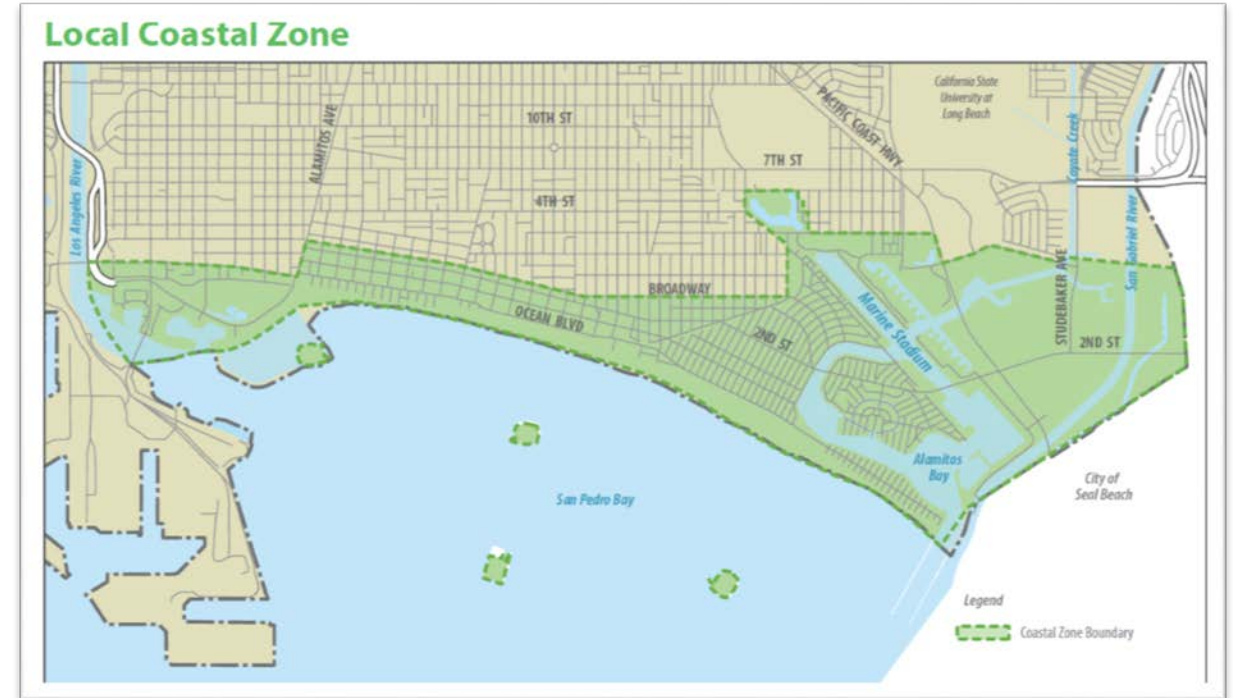 Local Coastal Zone
California State
University at
Long Beach
PACIFIC COAST HWY
ALAMITOS AVE
10TH ST
Coyote Creek
7TH ST
Los Angeles River
4TH ST
San Gabriel River
STUDEBAKER AVE
BROADWAY
OCEAN BLVD
Marine Stadium
2ND ST
2ND ST
Alamitos
Bay
City of
Seal Beach
San Pedro Bay
Legend
Coastal Zone Boundary